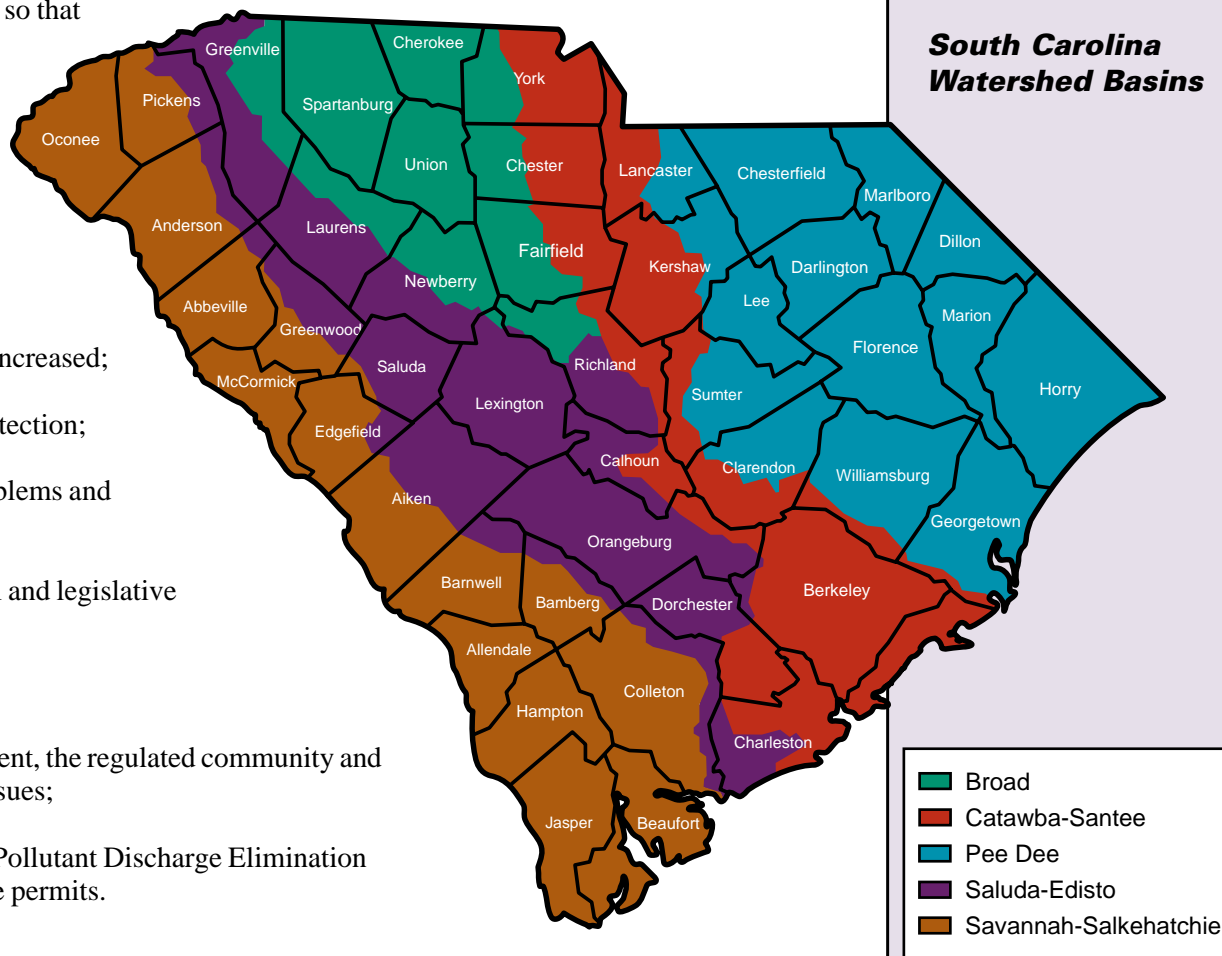 so that
increased;
tection;
blems and
n and legislative
ent, the regulated community and
sues;
Pollutant Discharge Elimination
e permits.
South Carolina
Watershed Basins
Greenville
Cherokee
York
Pickens
Spartanburg
Oconee
Union
Chester
Lancaster
Chesterfield
Marlboro
Anderson
Laurens
Fairfield
Dillon
Newberry
Kershaw
Darlington
Abbeville
Lee
Marion
Greenwood
Florence
Saluda
Richland
McCormick
Sumter
Horry
Lexington
Edgefield
Calhoun
Clarendon
Williamsburg
Aiken
Georgetown
Orangeburg
Barnwell
Bamberg
Dorchester
Berkeley
Allendale
Colleton
Hampton
Charleston
Jasper
Beaufort
Broad
Catawba-Santee
Pee Dee
Saluda-Edisto
Savannah-Salkehatchie